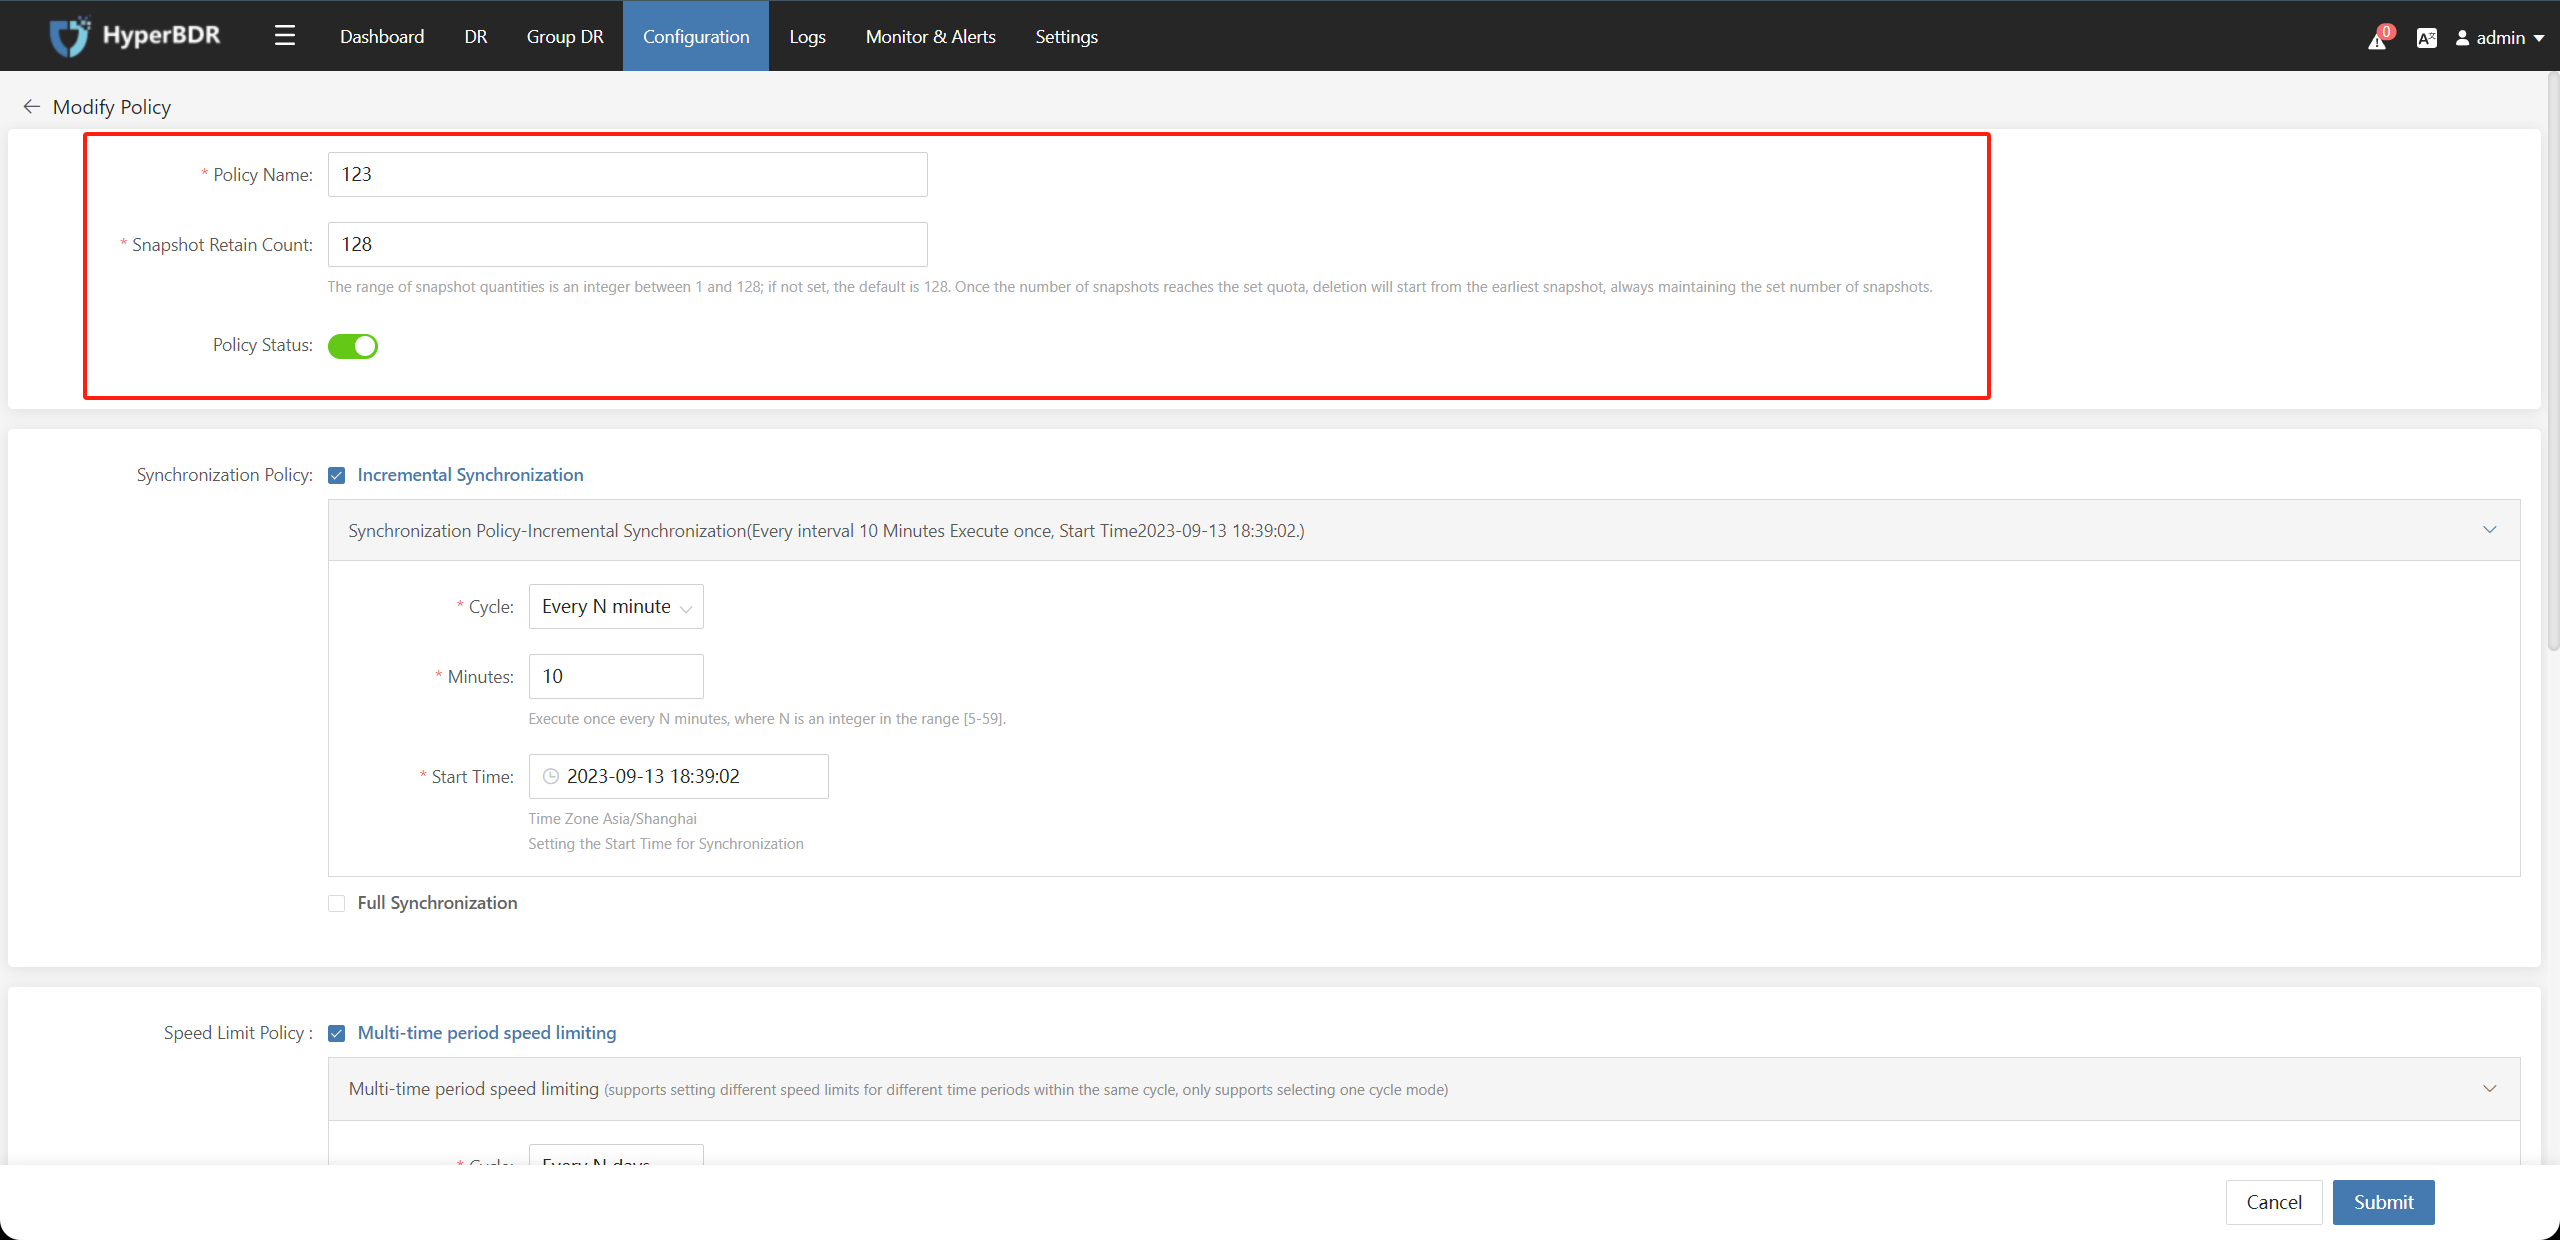 HyperBDR
Dashboard DR Group DR Configuration Logs Monitor & Alerts Settings
0 admin
Modify Policy
* Policy Name: 123
* Snapshot Retain Count: 128
The range of snapshot quantities is an integer between 1 and 128; if not set, the default is 128. Once the number of snapshots reaches the set quota, deletion will start from the earliest snapshot, always maintaining the set number of snapshots.
Policy Status:
Synchronization Policy: Incremental Synchronization
Synchronization Policy-Incremental Synchronization(Every interval 10 Minutes Execute once, Start Time2023-09-13 18:39:02.)
* Cycle: Every N minute
* Minutes: 10
Execute once every N minutes, where N is an integer in the range [5-59].
* Start Time: 2023-09-13 18:39:02
Time Zone Asia/Shanghai
Setting the Start Time for Synchronization
Full Synchronization
Speed Limit Policy : Multi-time period speed limiting
Multi-time period speed limiting (supports setting different speed limits for different time periods within the same cycle, only supports selecting one cycle mode)
* Cycle: Every N days
Cancel Submit